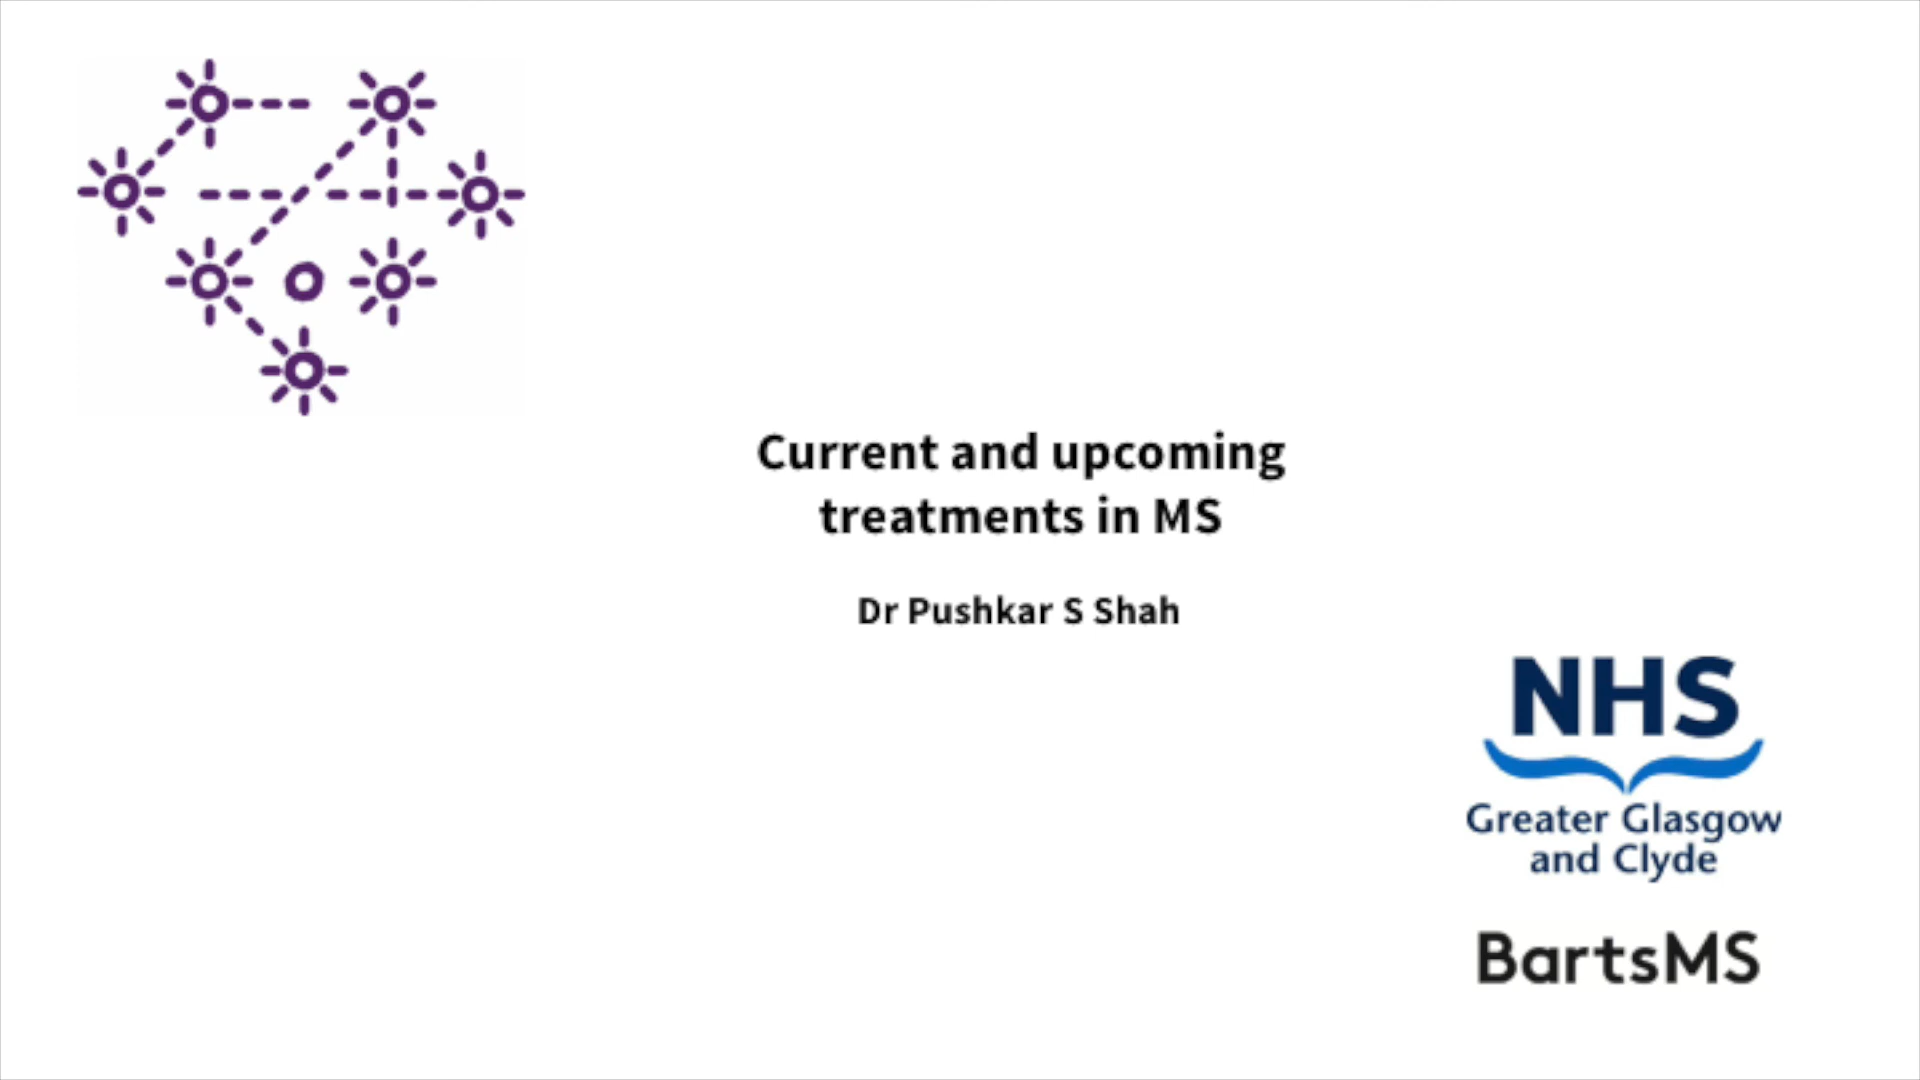 Current and upcoming
treatments in MS
Dr Pushkar S Shah
NHS
Greater Glasgow
and Clyde
BartsMS